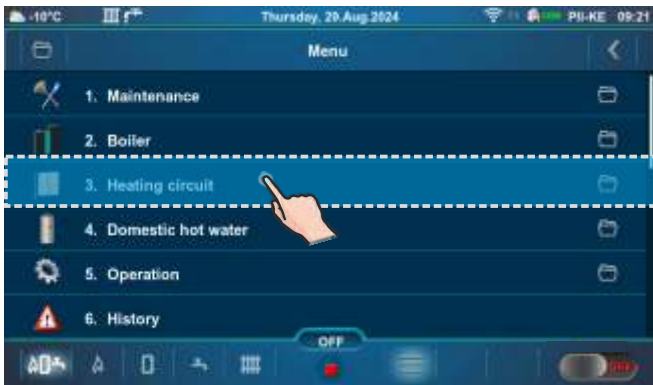 -10°C Thursday, 29.Aug.2024 PII-KE 09:21
Menu
1. Maintenance
2. Boiler
3. Heating circuit
4. Domestic hot water
5. Operation
6. History
OFF